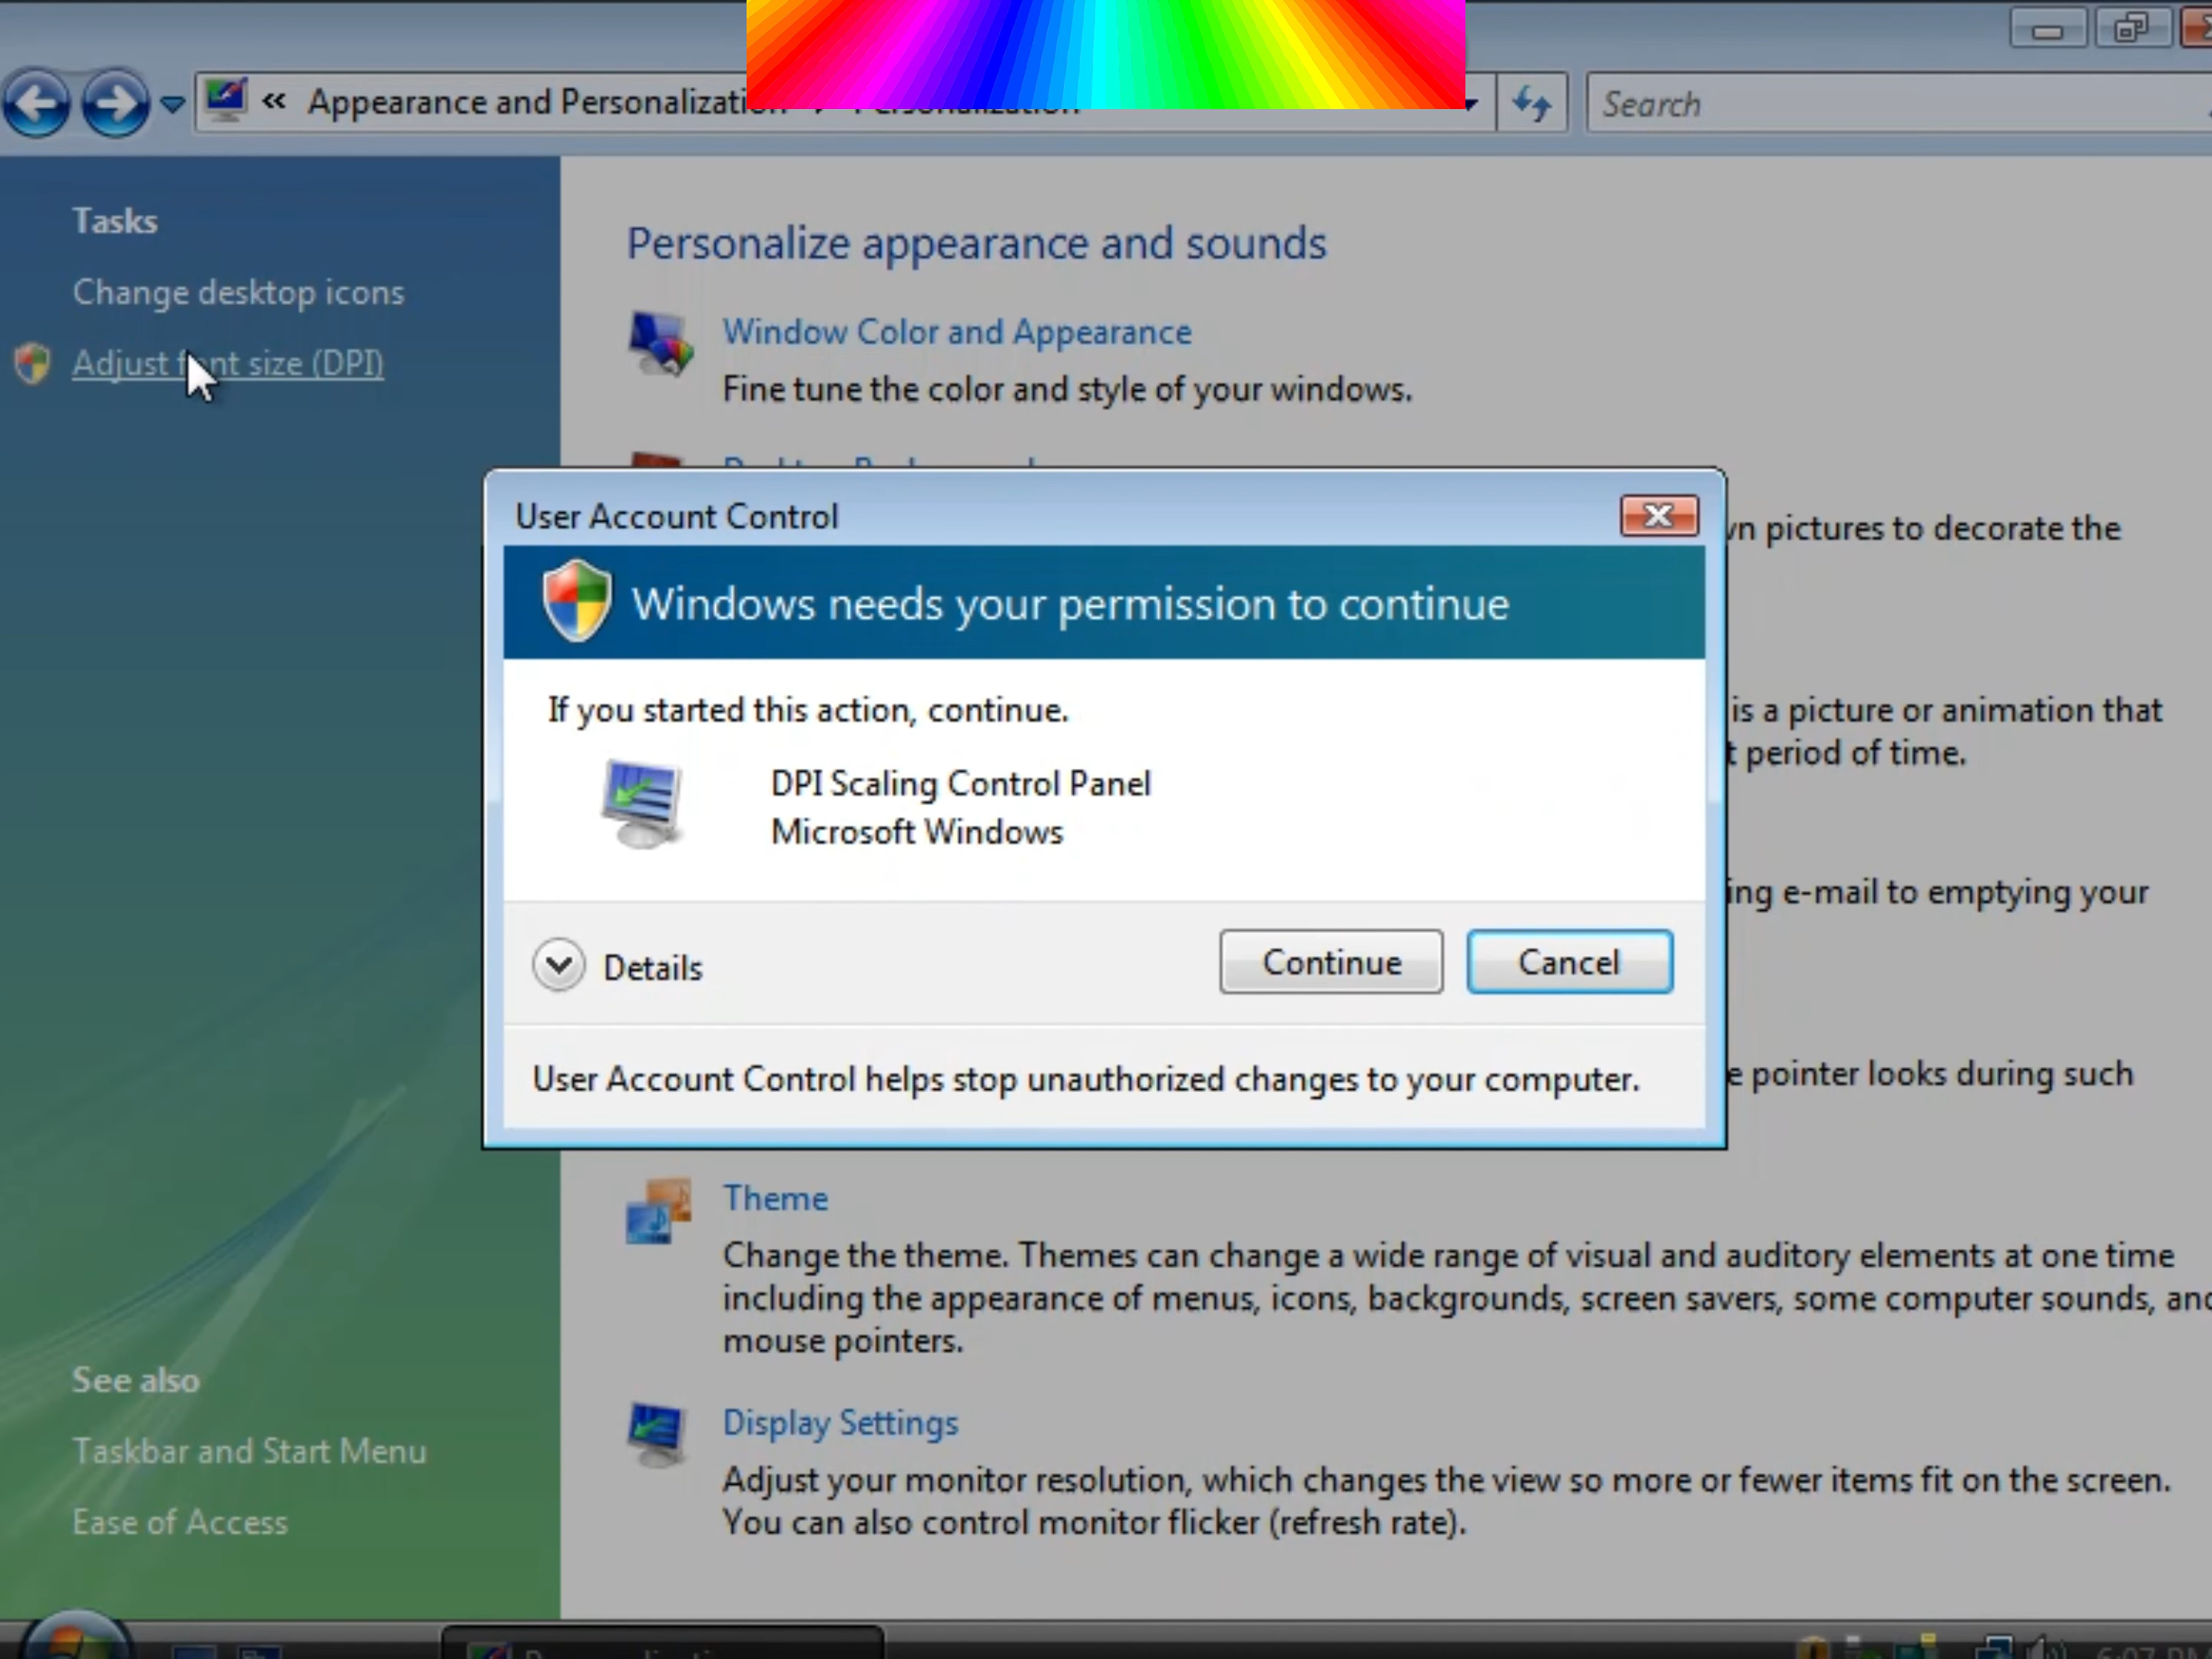 « Appearance and Personalization
Search
Tasks
Change desktop icons
Adjust font size (DPI)
Personalize appearance and sounds
Window Color and Appearance
Fine tune the color and style of your windows.
User Account Control
Windows needs your permission to continue
If you started this action, continue.
DPI Scaling Control Panel
Microsoft Windows
Details
Continue
Cancel
User Account Control helps stop unauthorized changes to your computer.
pictures to decorate the
is a picture or animation that
period of time.
e-mail to emptying your
pointer looks during such
Theme
Change the theme. Themes can change a wide range of visual and auditory elements at one time
including the appearance of menus, icons, backgrounds, screen savers, some computer sounds, and
mouse pointers.
Display Settings
Adjust your monitor resolution, which changes the view so more or fewer items fit on the screen.
You can also control monitor flicker (refresh rate).
See also
Taskbar and Start Menu
Ease of Access